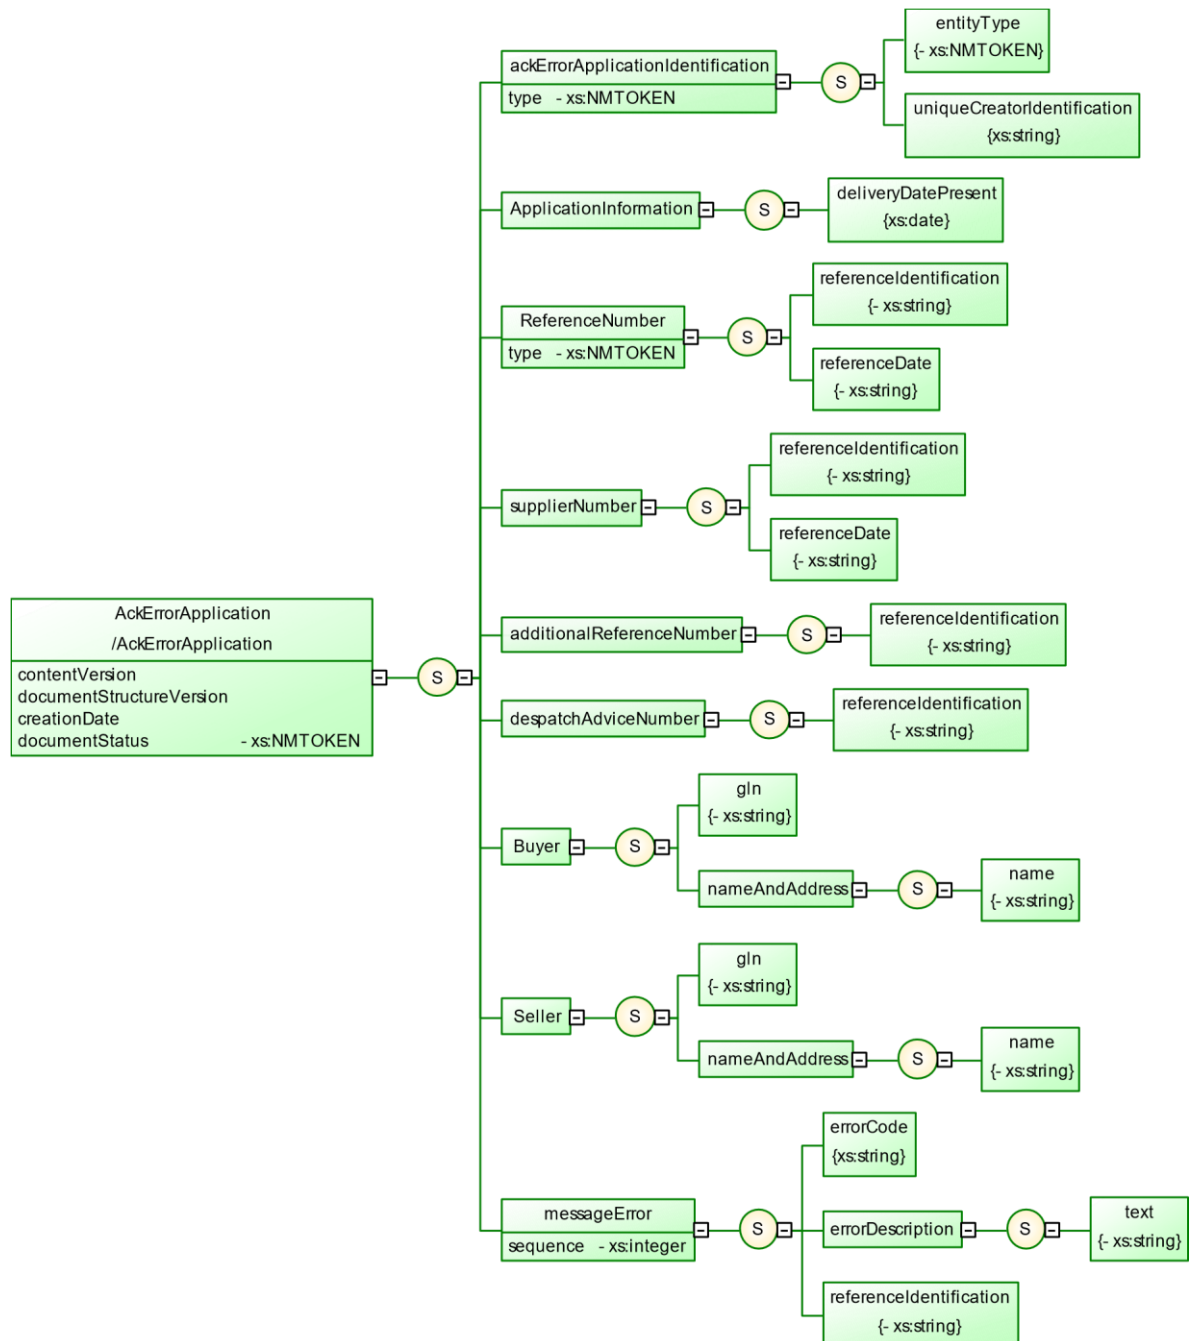 entityType
{- xs:NMTOKEN}
ackErrorApplicationIdentification
type - xs:NMTOKEN
S
uniqueCreatorIdentification
{xs:string}
ApplicationInformation
S
deliveryDatePresent
{xs:date}
referenceIdentification
{- xs:string}
ReferenceNumber
type - xs:NMTOKEN
S
referenceDate
{- xs:string}
referenceIdentification
{- xs:string}
supplierNumber
S
referenceDate
{- xs:string}
AckErrorApplication
/AckErrorApplication
contentVersion
documentStructureVersion
creationDate
documentStatus - xs:NMTOKEN
S
additionalReferenceNumber
S
referenceIdentification
{- xs:string}
despatchAdviceNumber
S
referenceIdentification
{- xs:string}
gln
{- xs:string}
Buyer
S
nameAndAddress
S
name
{- xs:string}
gln
{- xs:string}
Seller
S
nameAndAddress
S
name
{- xs:string}
errorCode
{xs:string}
messageError
sequence - xs:integer
S
errorDescription
S
text
{- xs:string}
referenceIdentification
{- xs:string}